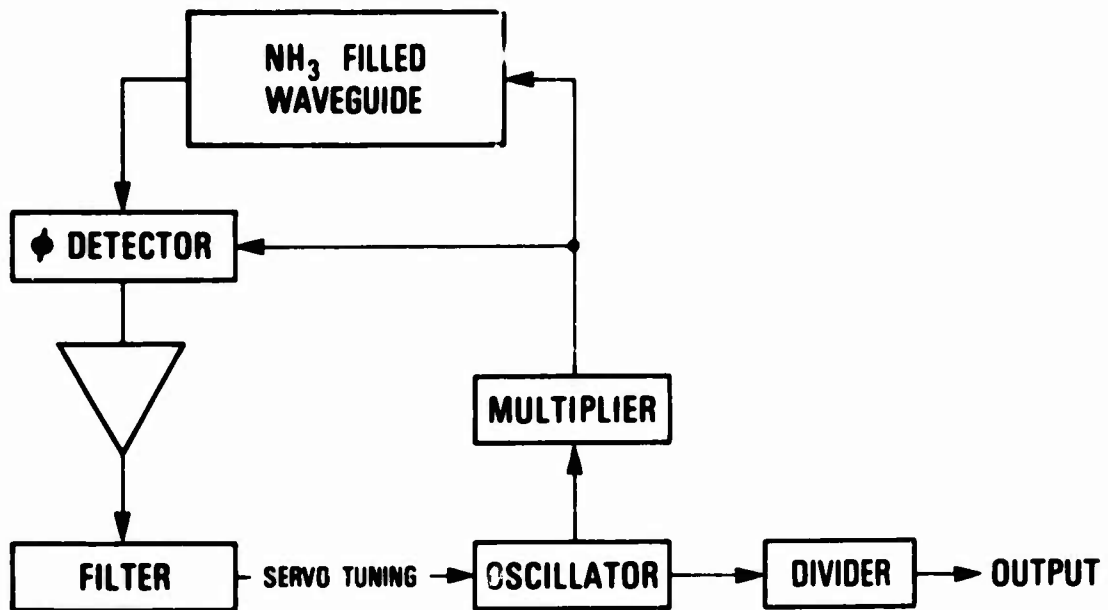 NH₃ FILLED
WAVEGUIDE
ϕ DETECTOR
MULTIPLIER
FILTER
SERVO TUNING
OSCILLATOR
DIVIDER
OUTPUT